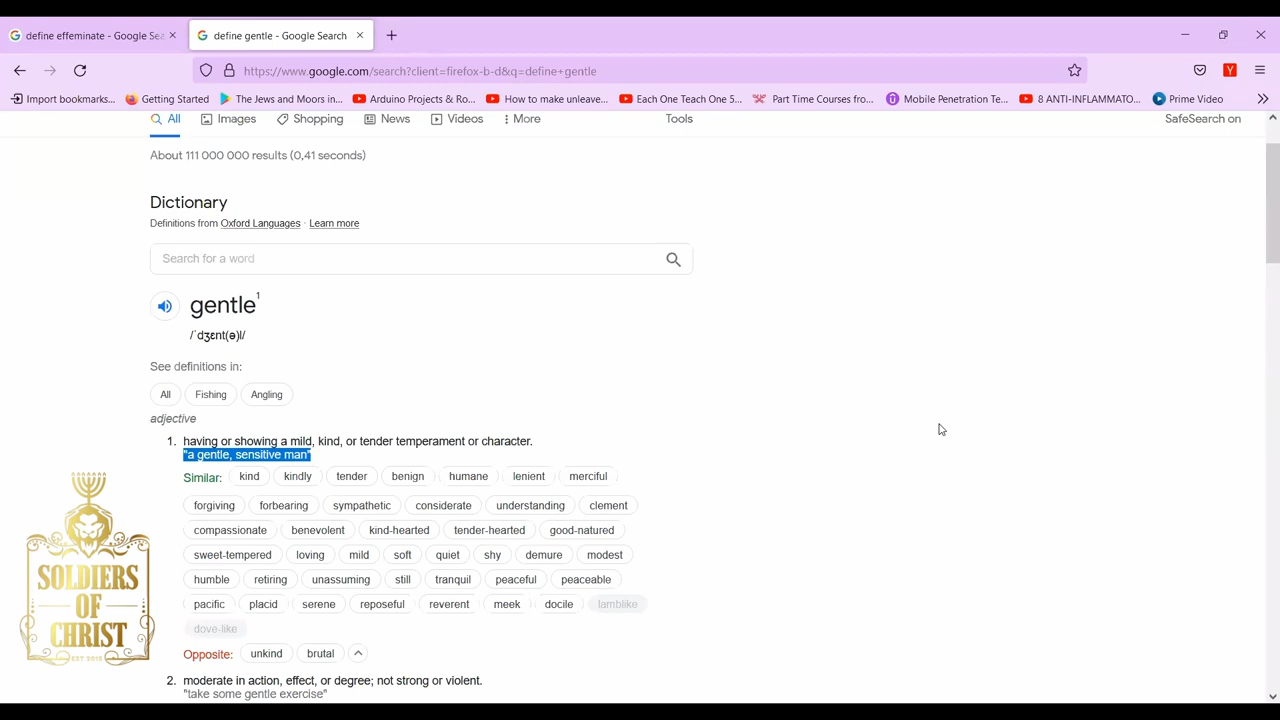 define effeminate - Google Sea
define gentle - Google Search
https://www.google.com/search?client=firefox-b-d&q=define+gentle
Import bookmarks...
Getting Started
The Jews and Moors in...
Arduino Projects & Ro...
How to make unleave...
Each One Teach One 5...
Part Time Courses fro...
Mobile Penetration Te...
8 ANTI-INFLAMMATO...
Prime Video
All
Images
Shopping
News
Videos
More
Tools
SafeSearch on
About 111 000 000 results (0,41 seconds)
Dictionary
Definitions from Oxford Languages · Learn more
Search for a word
gentle¹
/ˈdʒɛnt(ə)l/
See definitions in:
All Fishing Angling
adjective
1. having or showing a mild, kind, or tender temperament or character.
"a gentle, sensitive man"
Similar: kind kindly tender benign humane lenient merciful
forgiving forbearing sympathetic considerate understanding clement
compassionate benevolent kind-hearted tender-hearted good-natured
sweet-tempered loving mild soft quiet shy demure modest
humble retiring unassuming still tranquil peaceful peaceable
pacific placid serene reposeful reverent meek docile lamblike
dove-like
Opposite: unkind brutal
2. moderate in action, effect, or degree; not strong or violent.
"take some gentle exercise"
SOLDIERS
OF
CHRIST
EST 2015